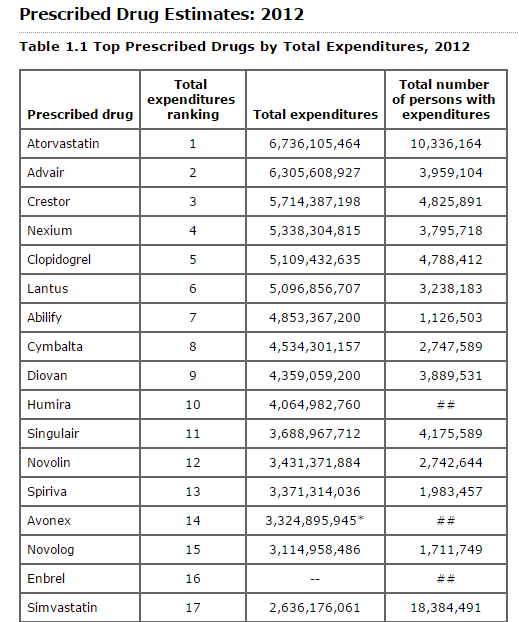 Prescribed Drug Estimates: 2012
Table 1.1 Top Prescribed Drugs by Total Expenditures, 2012
Prescribed drug Total expenditures ranking Total expenditures Total number of persons with expenditures
Atorvastatin 1 6,736,105,464 10,336,164
Advair 2 6,305,608,927 3,959,104
Crestor 3 5,714,387,198 4,825,891
Nexium 4 5,338,304,815 3,795,718
Clopidogrel 5 5,109,432,635 4,788,412
Lantus 6 5,096,856,707 3,238,183
Abilify 7 4,853,367,200 1,126,503
Cymbalta 8 4,534,301,157 2,747,589
Diovan 9 4,359,059,200 3,889,531
Humira 10 4,064,982,760 ##
Singulair 11 3,688,967,712 4,175,589
Novolin 12 3,431,371,884 2,742,644
Spiriva 13 3,371,314,036 1,983,457
Avonex 14 3,324,895,945* ##
Novolog 15 3,114,958,486 1,711,749
Enbrel 16 -- ##
Simvastatin 17 2,636,176,061 18,384,491